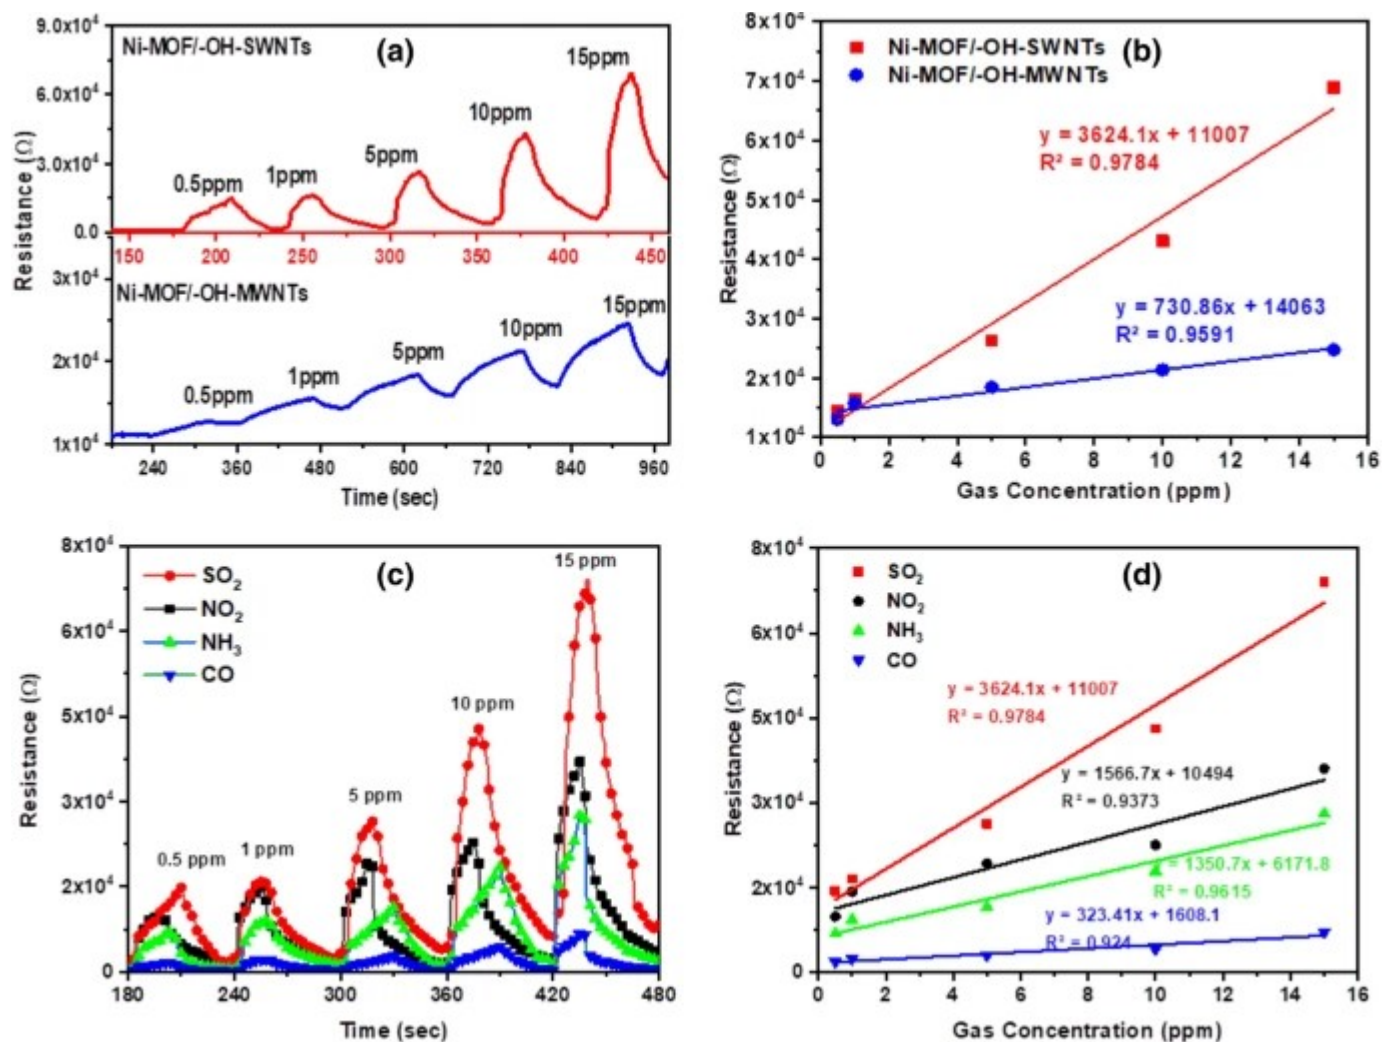 9.0x10⁴
Ni-MOF/-OH-SWNTs
(a)
15ppm
6.0x10⁴
10ppm
5ppm
3.0x10⁴
1ppm
0.5ppm
0.0
150 200 250 300 350 400 450
Resistance (Ω)
3x10⁴
Ni-MOF/-OH-MWNTs
15ppm
10ppm
2x10⁴
5ppm
1ppm
0.5ppm
1x10⁴
240 360 480 600 720 840 960
Time (sec)
8x10⁴
Ni-MOF/-OH-SWNTs
(b)
Ni-MOF/-OH-MWNTs
7x10⁴
y = 3624.1x + 11007
R² = 0.9784
6x10⁴
5x10⁴
4x10⁴
y = 730.86x + 14063
R² = 0.9591
3x10⁴
2x10⁴
1x10⁴
Resistance (Ω)
0 2 4 6 8 10 12 14 16
Gas Concentration (ppm)
8x10⁴
15 ppm
SO₂
(c)
NO₂
NH₃
CO
6x10⁴
10 ppm
5x10⁴
5 ppm
3x10⁴
1 ppm
0.5 ppm
2x10⁴
0
Resistance (Ω)
180 240 300 360 420 480
Time (sec)
8x10⁴
SO₂
(d)
NO₂
NH₃
CO
6x10⁴
y = 3624.1x + 11007
R² = 0.9784
5x10⁴
y = 1566.7x + 10494
R² = 0.9373
3x10⁴
= 1350.7x + 6171.8
R² = 0.9615
2x10⁴
y = 323.41x + 1608.1
R² = 0.924
0
Resistance (Ω)
0 2 4 6 8 10 12 14 16
Gas Concentration (ppm)